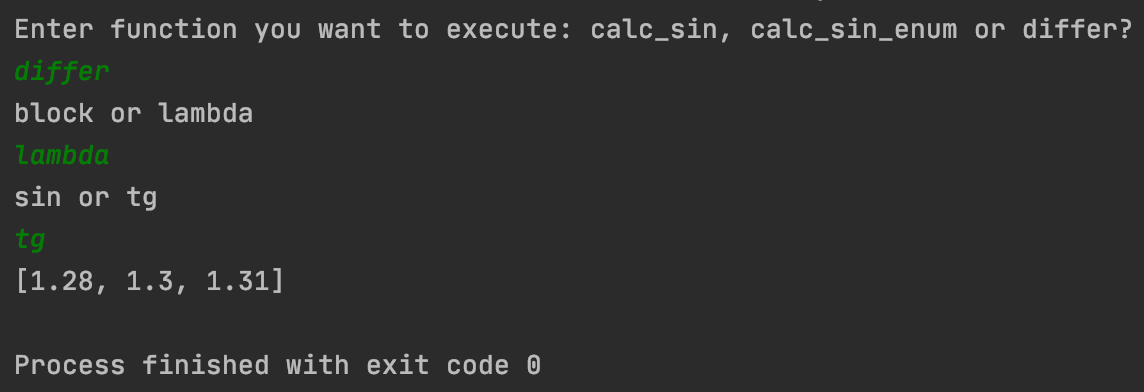 Enter function you want to execute: calc_sin, calc_sin_enum or differ?
differ
block or lambda
lambda
sin or tg
tg
[1.28, 1.3, 1.31]
Process finished with exit code 0